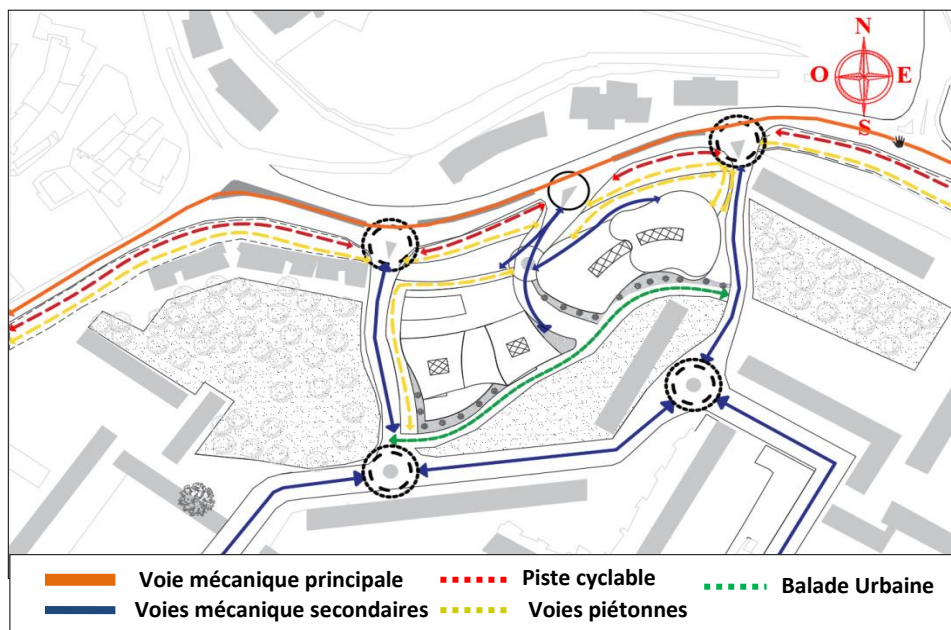 N
O E
S
Voie mécanique principale
Piste cyclable
Balade Urbaine
Voies mécanique secondaires
Voies piétonnes